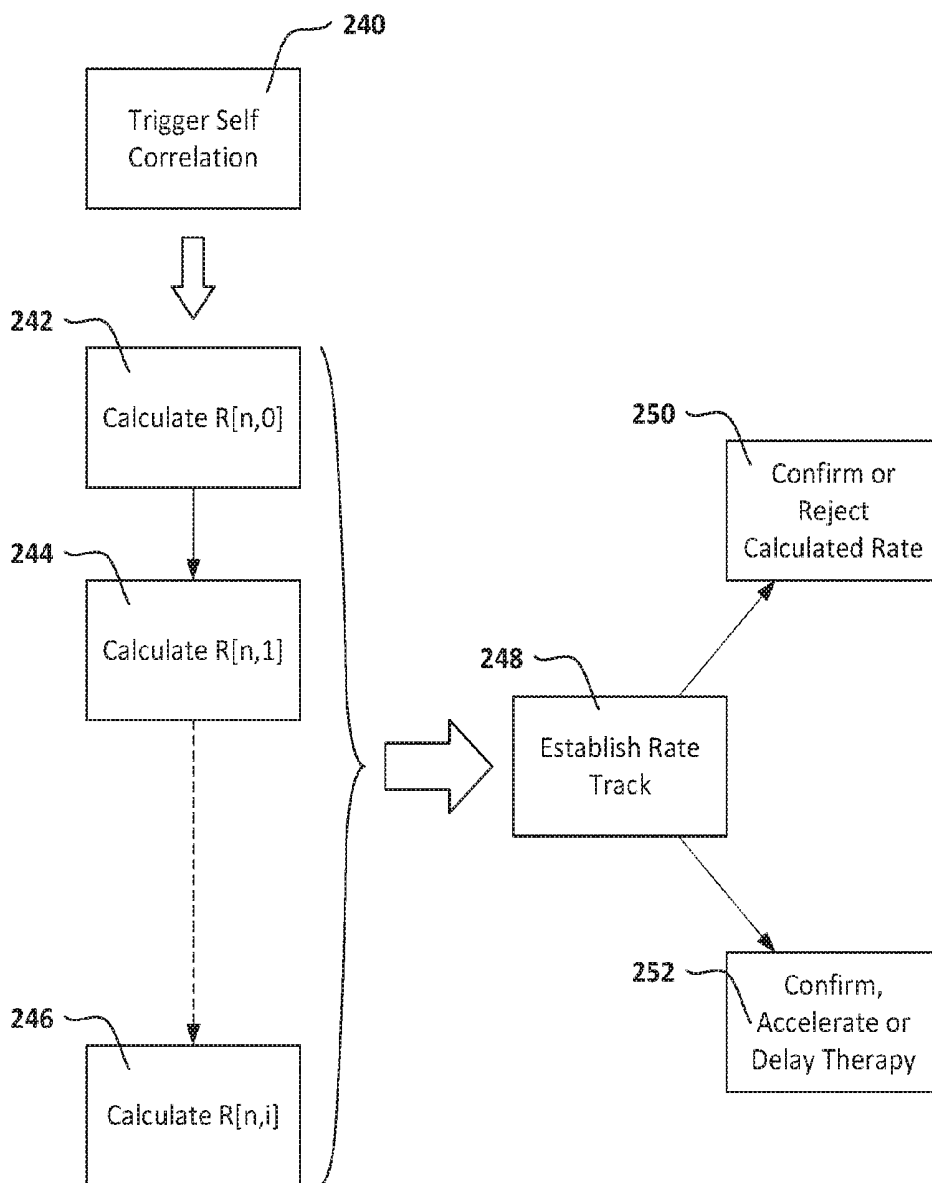 240
Trigger Self
Correlation
242
Calculate R[n,0]
244
Calculate R[n,1]
246
Calculate R[n,i]
248
Establish Rate
Track
250
Confirm or
Reject
Calculated Rate
252
Confirm,
Accelerate or
Delay Therapy